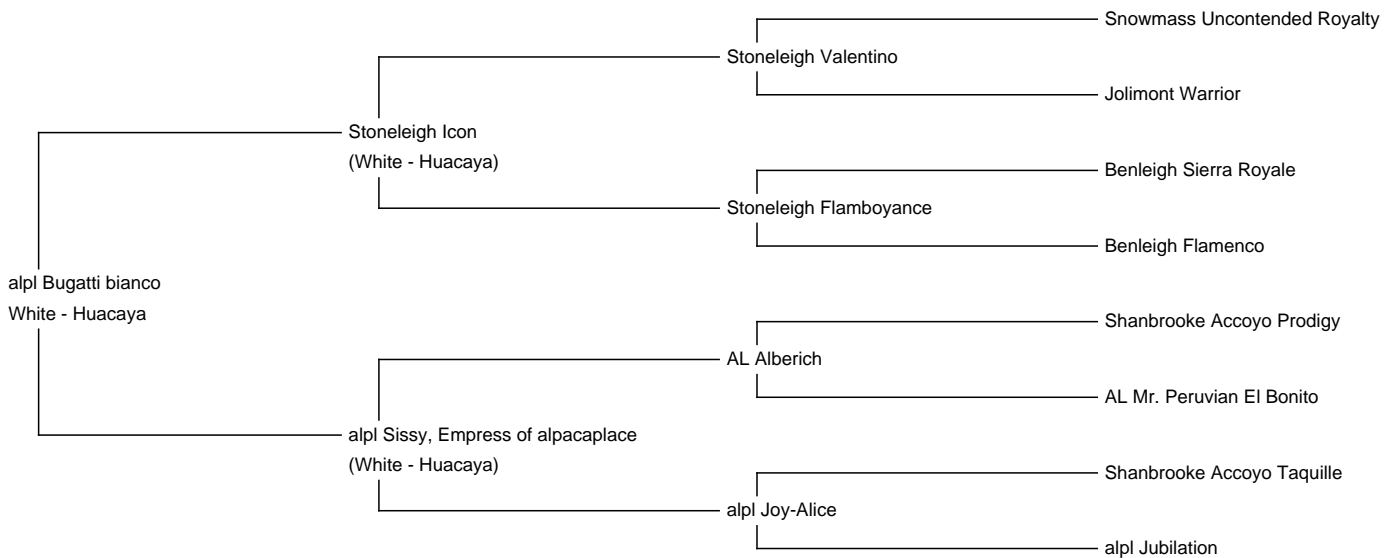 Snowmass Uncontended Royalty
Stoneleigh Valentino
Jolimont Warrior
Stoneleigh Icon
(White - Huacaya)
Benleigh Sierra Royale
Stoneleigh Flamboyance
Benleigh Flamenco
alpl Bugatti bianco
White - Huacaya
Shanbrooke Accoyo Prodigy
AL Alberich
AL Mr. Peruvian El Bonito
alpl Sissy, Empress of alpacaplace
(White - Huacaya)
Shanbrooke Accoyo Taquille
alpl Joy-Alice
alpl Jubilation